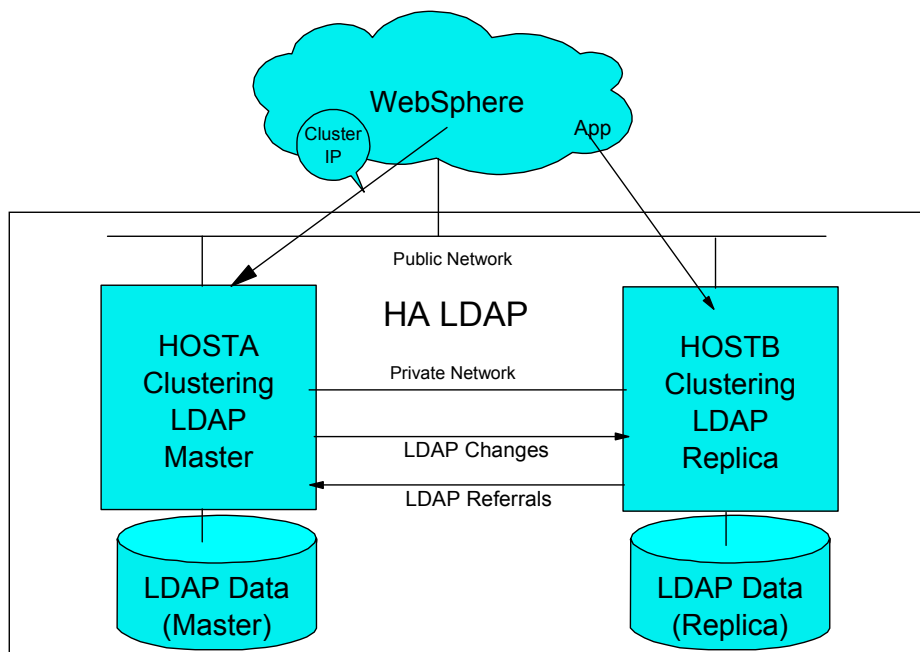 WebSphere
Cluster
IP
App
Public Network
HA LDAP
HOSTA
Clustering
LDAP
Master
Private Network
LDAP Changes
LDAP Referrals
HOSTB
Clustering
LDAP
Replica
LDAP Data
(Master)
LDAP Data
(Replica)